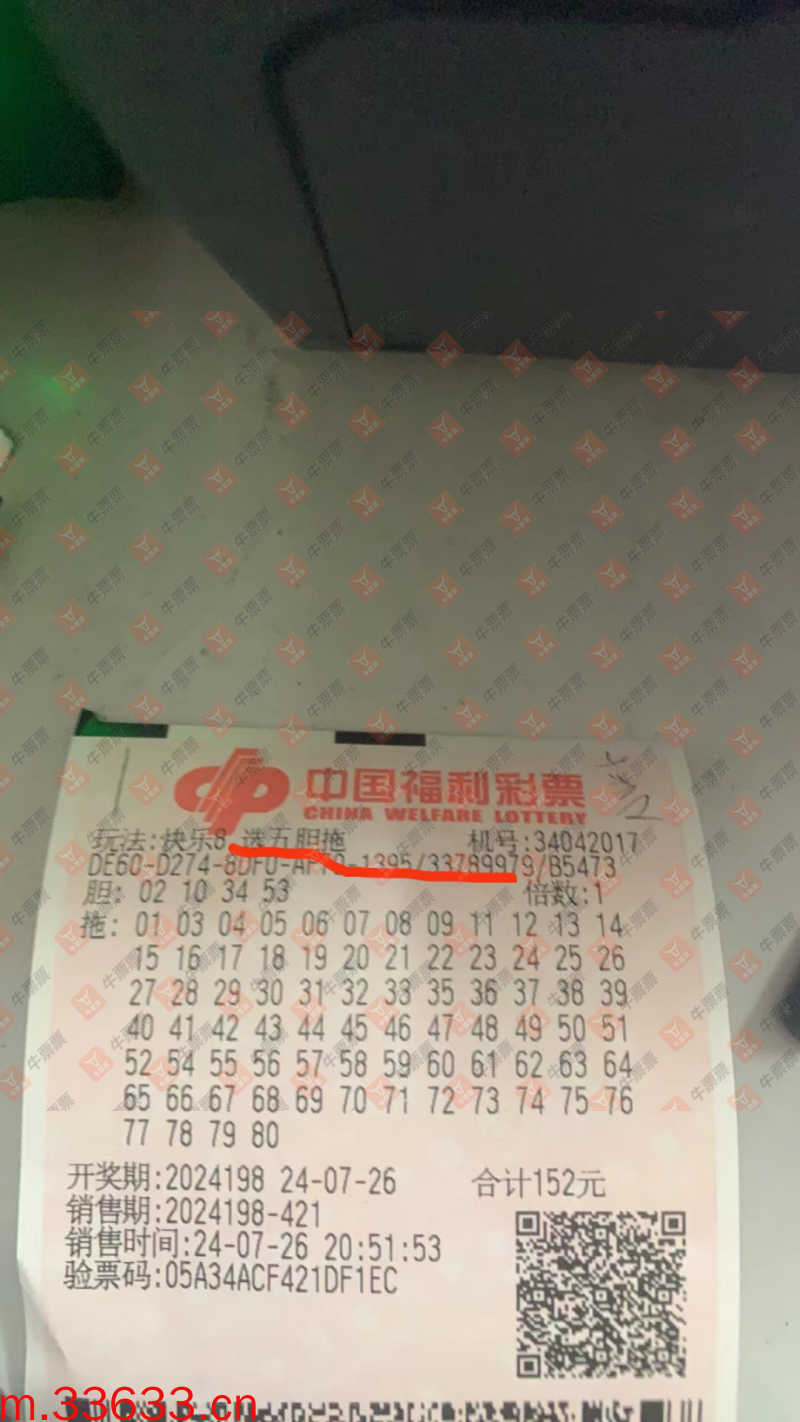 中国福利彩票
CHINA WELFARE LOTTERY
玩法:快乐8 选五胆拖 机号:34042017
DE60-D274-8DF0- -1395/33789979/B5473
胆: 02 10 34 53 倍数:1
拖: 01 03 04 05 06 07 08 09 11 12 13 14
15 16 17 18 19 20 21 22 23 24 25 26
27 28 29 30 31 32 33 35 36 37 38 39
40 41 42 43 44 45 46 47 48 49 50 51
52 54 55 56 57 58 59 60 61 62 63 64
65 66 67 68 69 70 71 72 73 74 75 76
77 78 79 80
开奖期:2024198 24-07-26 合计152元
销售期:2024198-421
销售时间:24-07-26 20:51:53
验票码:05A34ACF421DF1EC
m.33633.cn